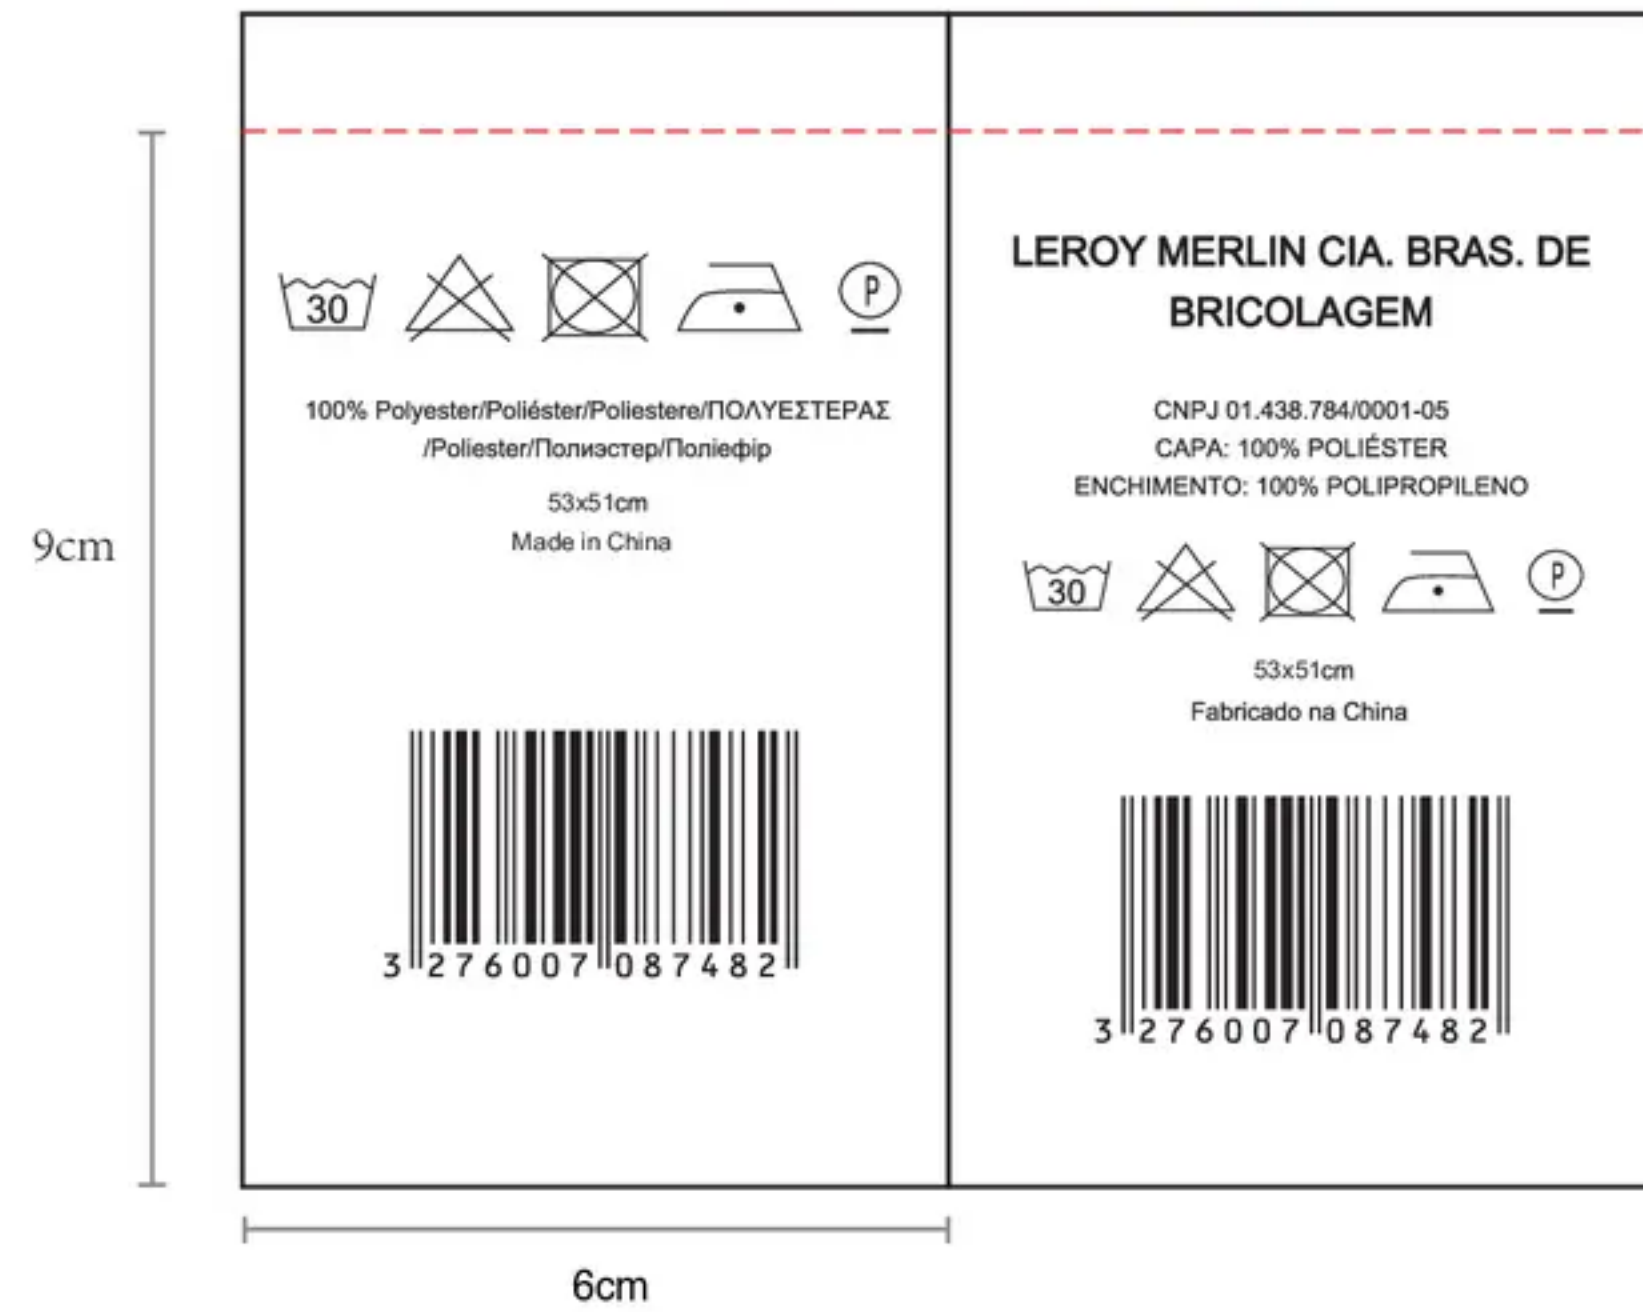 30
P
100% Polyester/Poliéster/Poliestere/ΠΟΛΥΕΣΤΕΡΑΣ
/Poliester/Полиэстер/Поліефір
53x51cm
Made in China
3 276007 087482
LEROY MERLIN CIA. BRAS. DE
BRICOLAGEM
CNPJ 01.438.784/0001-05
CAPA: 100% POLIÉSTER
ENCHIMENTO: 100% POLIPROPILENO
30
P
53x51cm
Fabricado na China
3 276007 087482
9cm
6cm